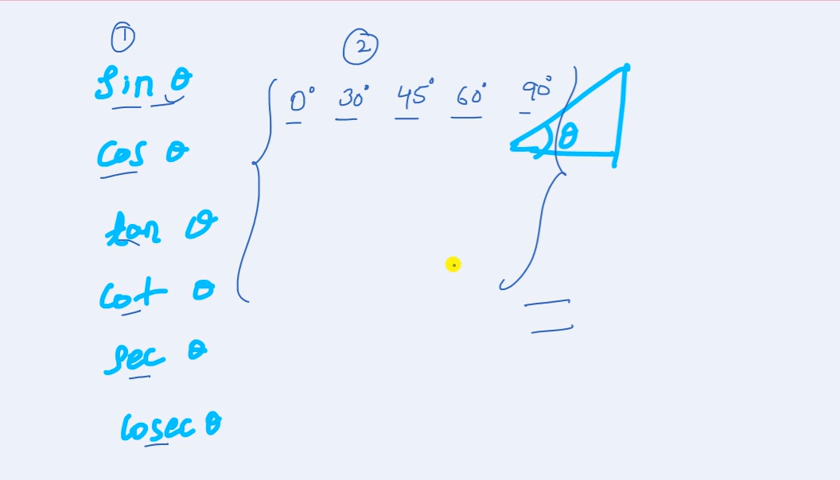 ① ②
sin θ
0° 30° 45° 60° 90°
θ
cos θ
tan θ
cot θ
sec θ
cosec θ